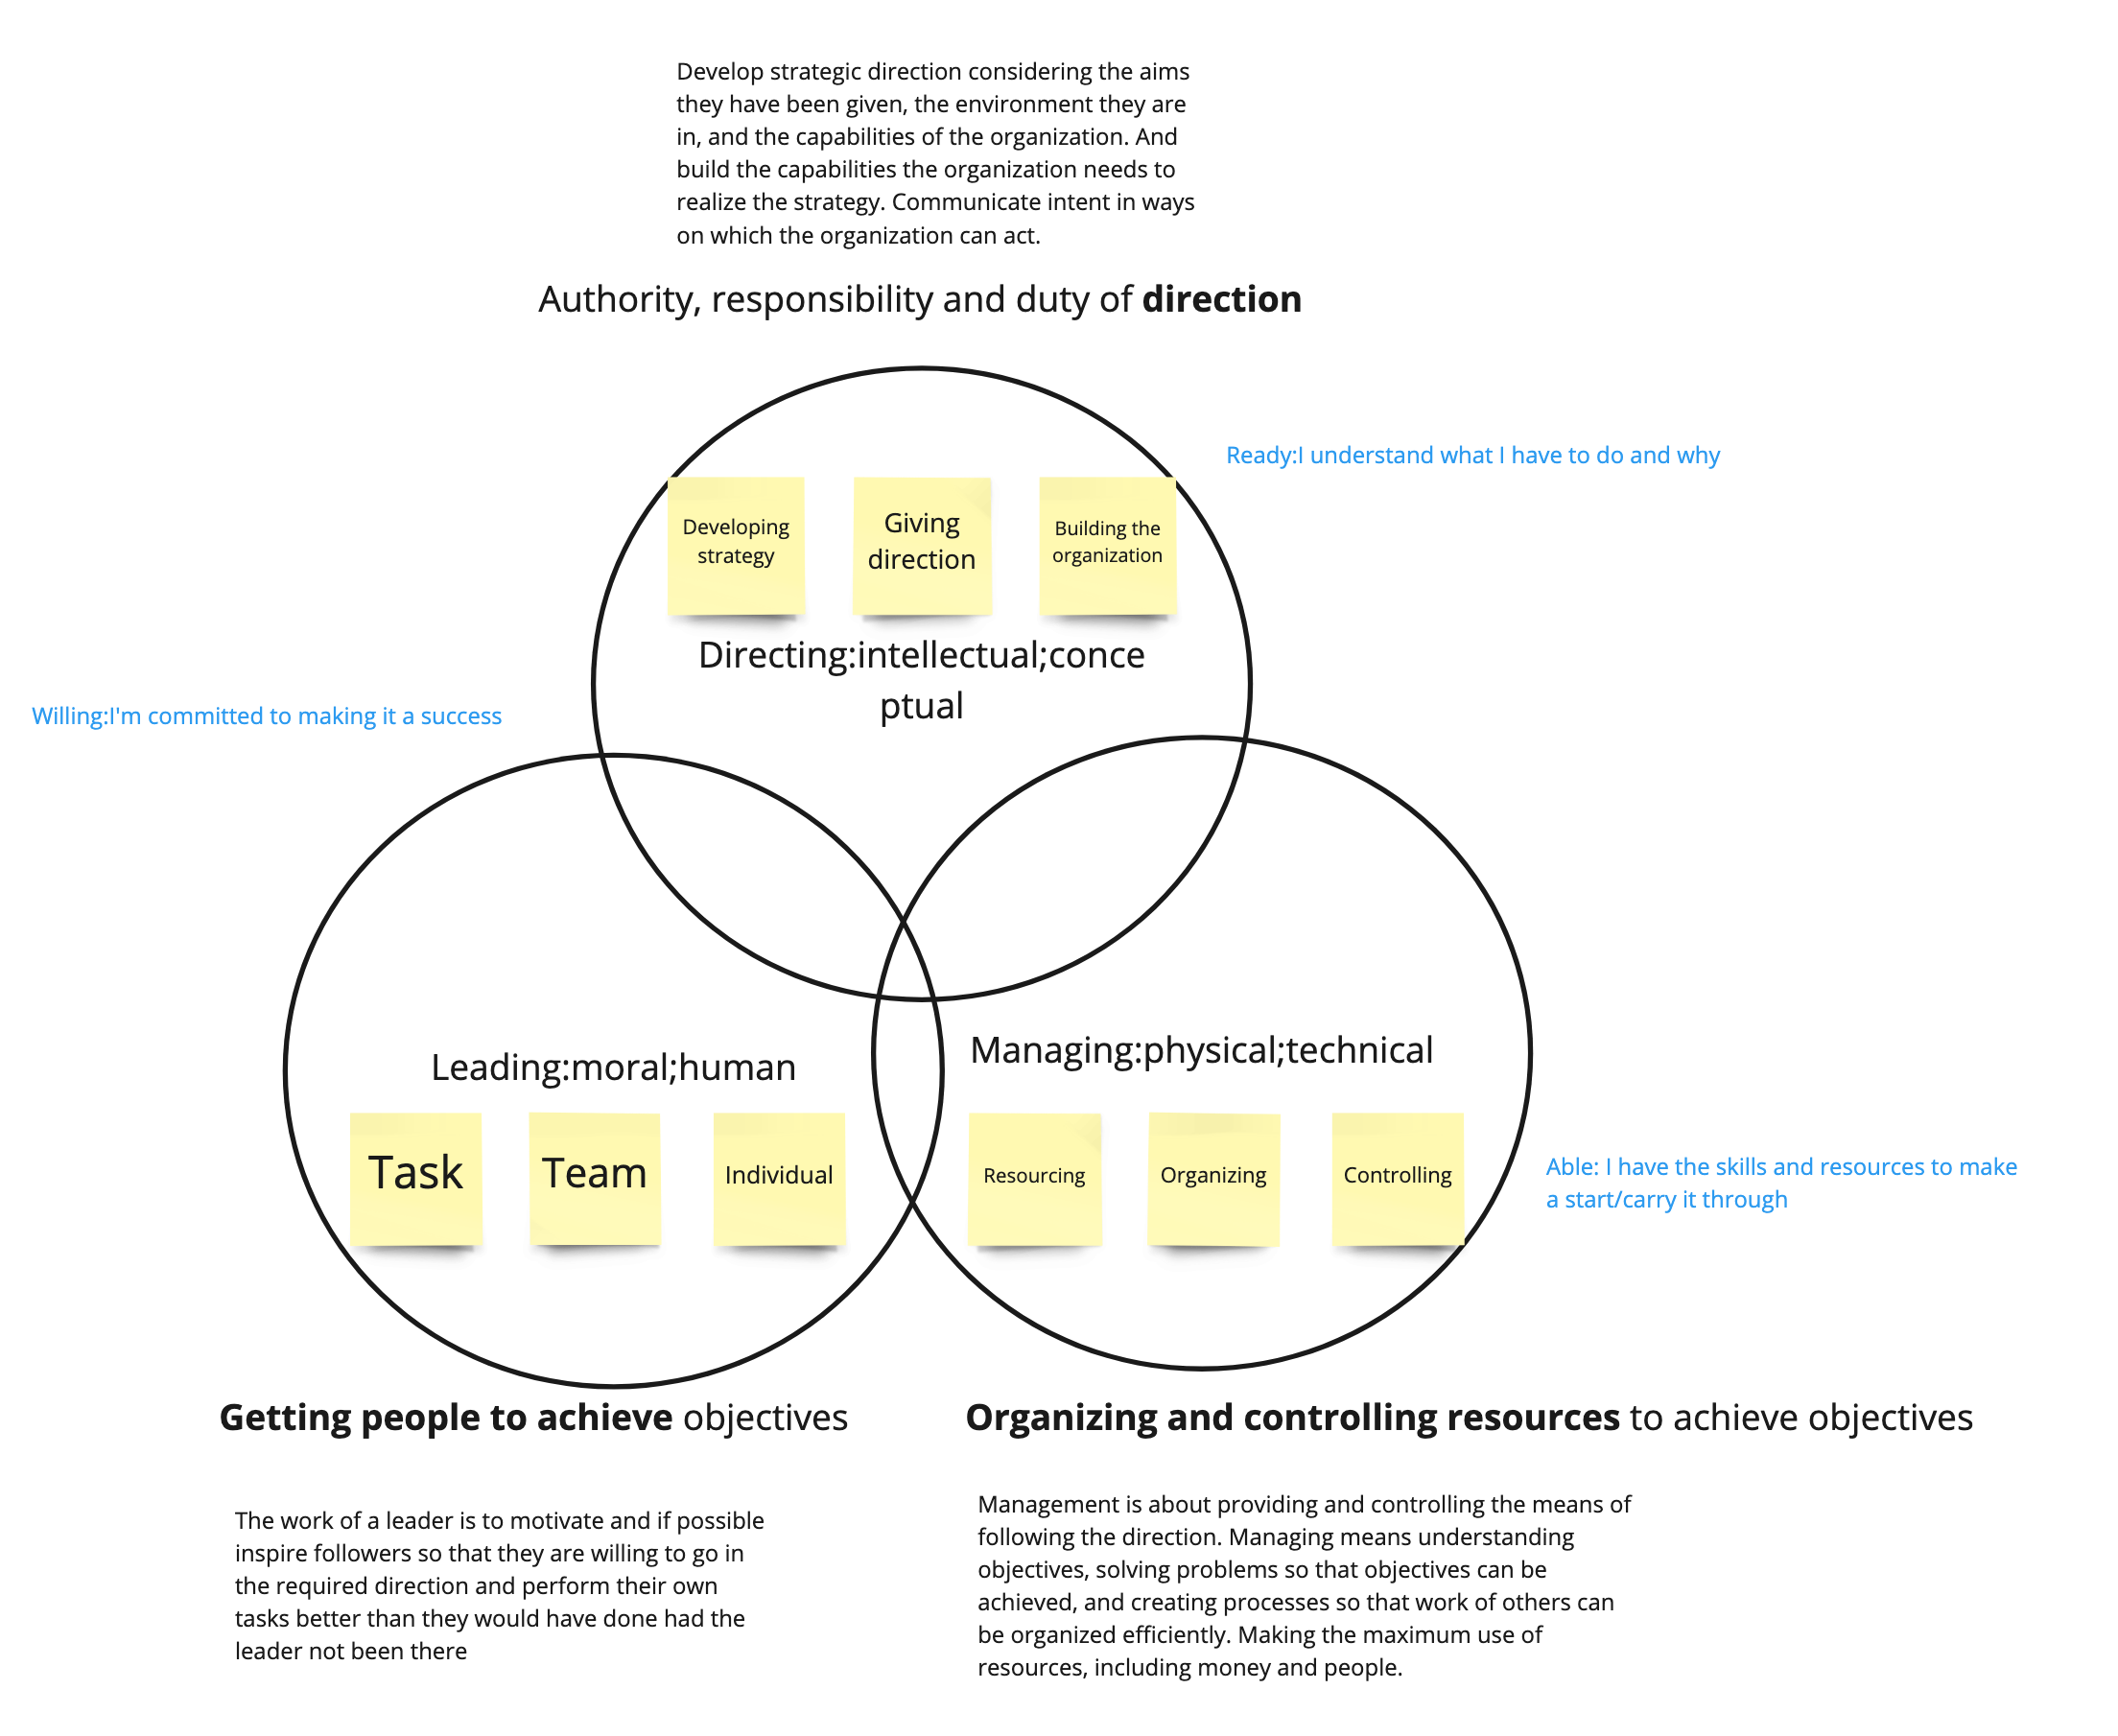 Develop strategic direction considering the aims
they have been given, the environment they are
in, and the capabilities of the organization. And
build the capabilities the organization needs to
realize the strategy. Communicate intent in ways
on which the organization can act.
Authority, responsibility and duty of direction
Ready:I understand what I have to do and why
Developing
strategy
Giving
direction
Building the
organization
Directing:intellectual;conce
ptual
Willing:I'm committed to making it a success
Leading:moral;human
Task
Team
Individual
Managing:physical;technical
Resourcing
Organizing
Controlling
Able: I have the skills and resources to make
a start/carry it through
Getting people to achieve objectives
The work of a leader is to motivate and if possible
inspire followers so that they are willing to go in
the required direction and perform their own
tasks better than they would have done had the
leader not been there
Organizing and controlling resources to achieve objectives
Management is about providing and controlling the means of
following the direction. Managing means understanding
objectives, solving problems so that objectives can be
achieved, and creating processes so that work of others can
be organized efficiently. Making the maximum use of
resources, including money and people.